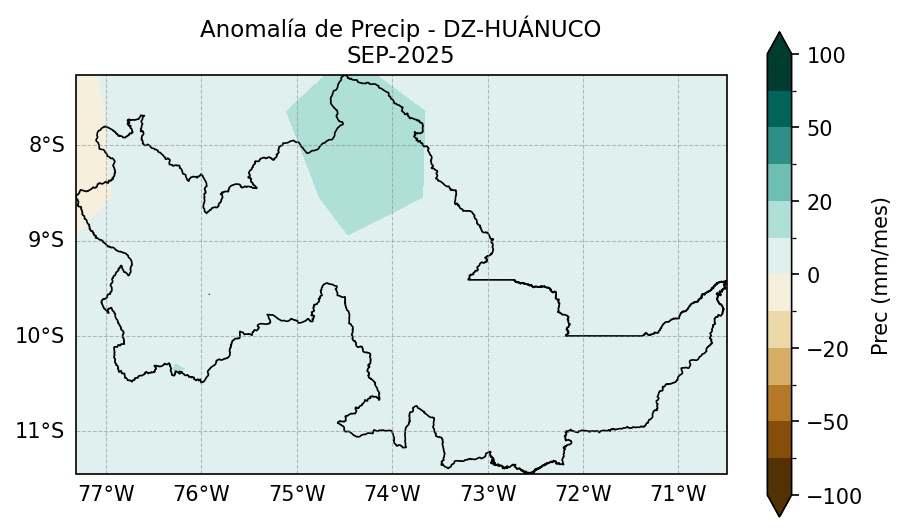 Anomalía de Precip - DZ-HUÁNUCO
SEP-2025
100
50
20
0
−20
−50
−100
Prec (mm/mes)
8°S
9°S
10°S
11°S
77°W 76°W 75°W 74°W 73°W 72°W 71°W